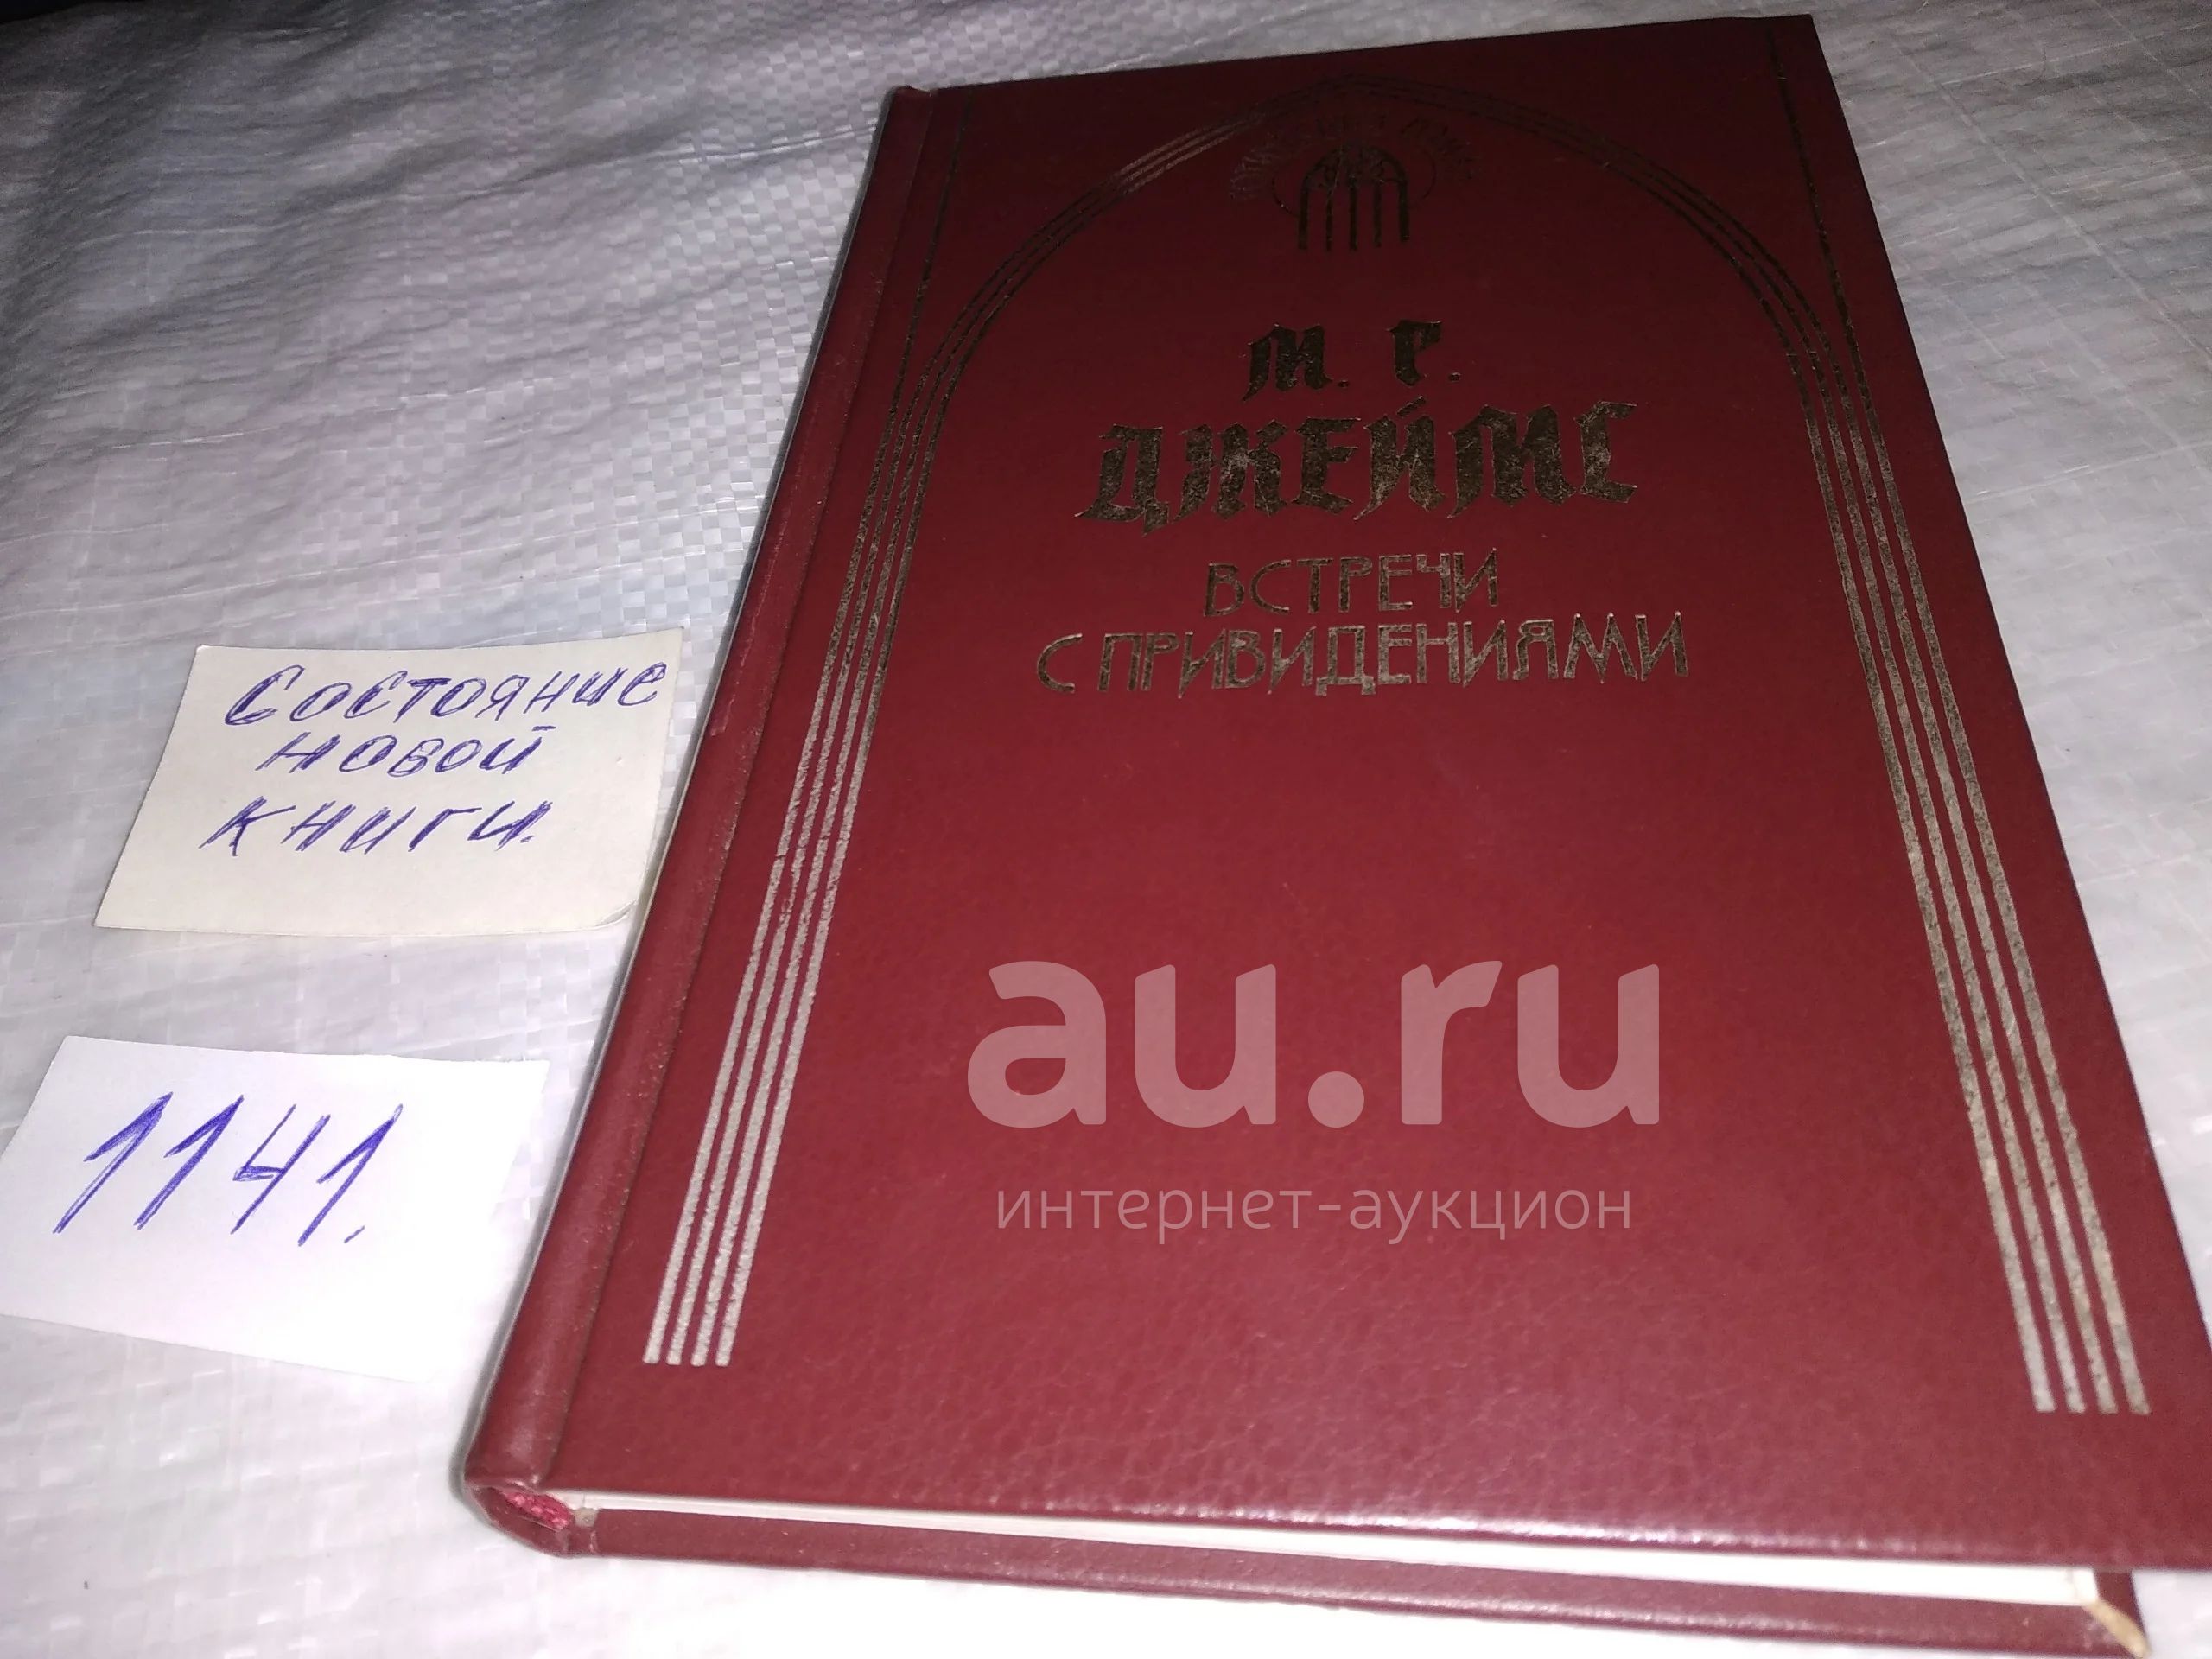 М. Р.
ДЖЕЙМС
ВСТРЕЧИ
С ПРИВИДЕНИЯМИ
Состояние
новой
книги.
1141.
au.ru
интернет-аукцион